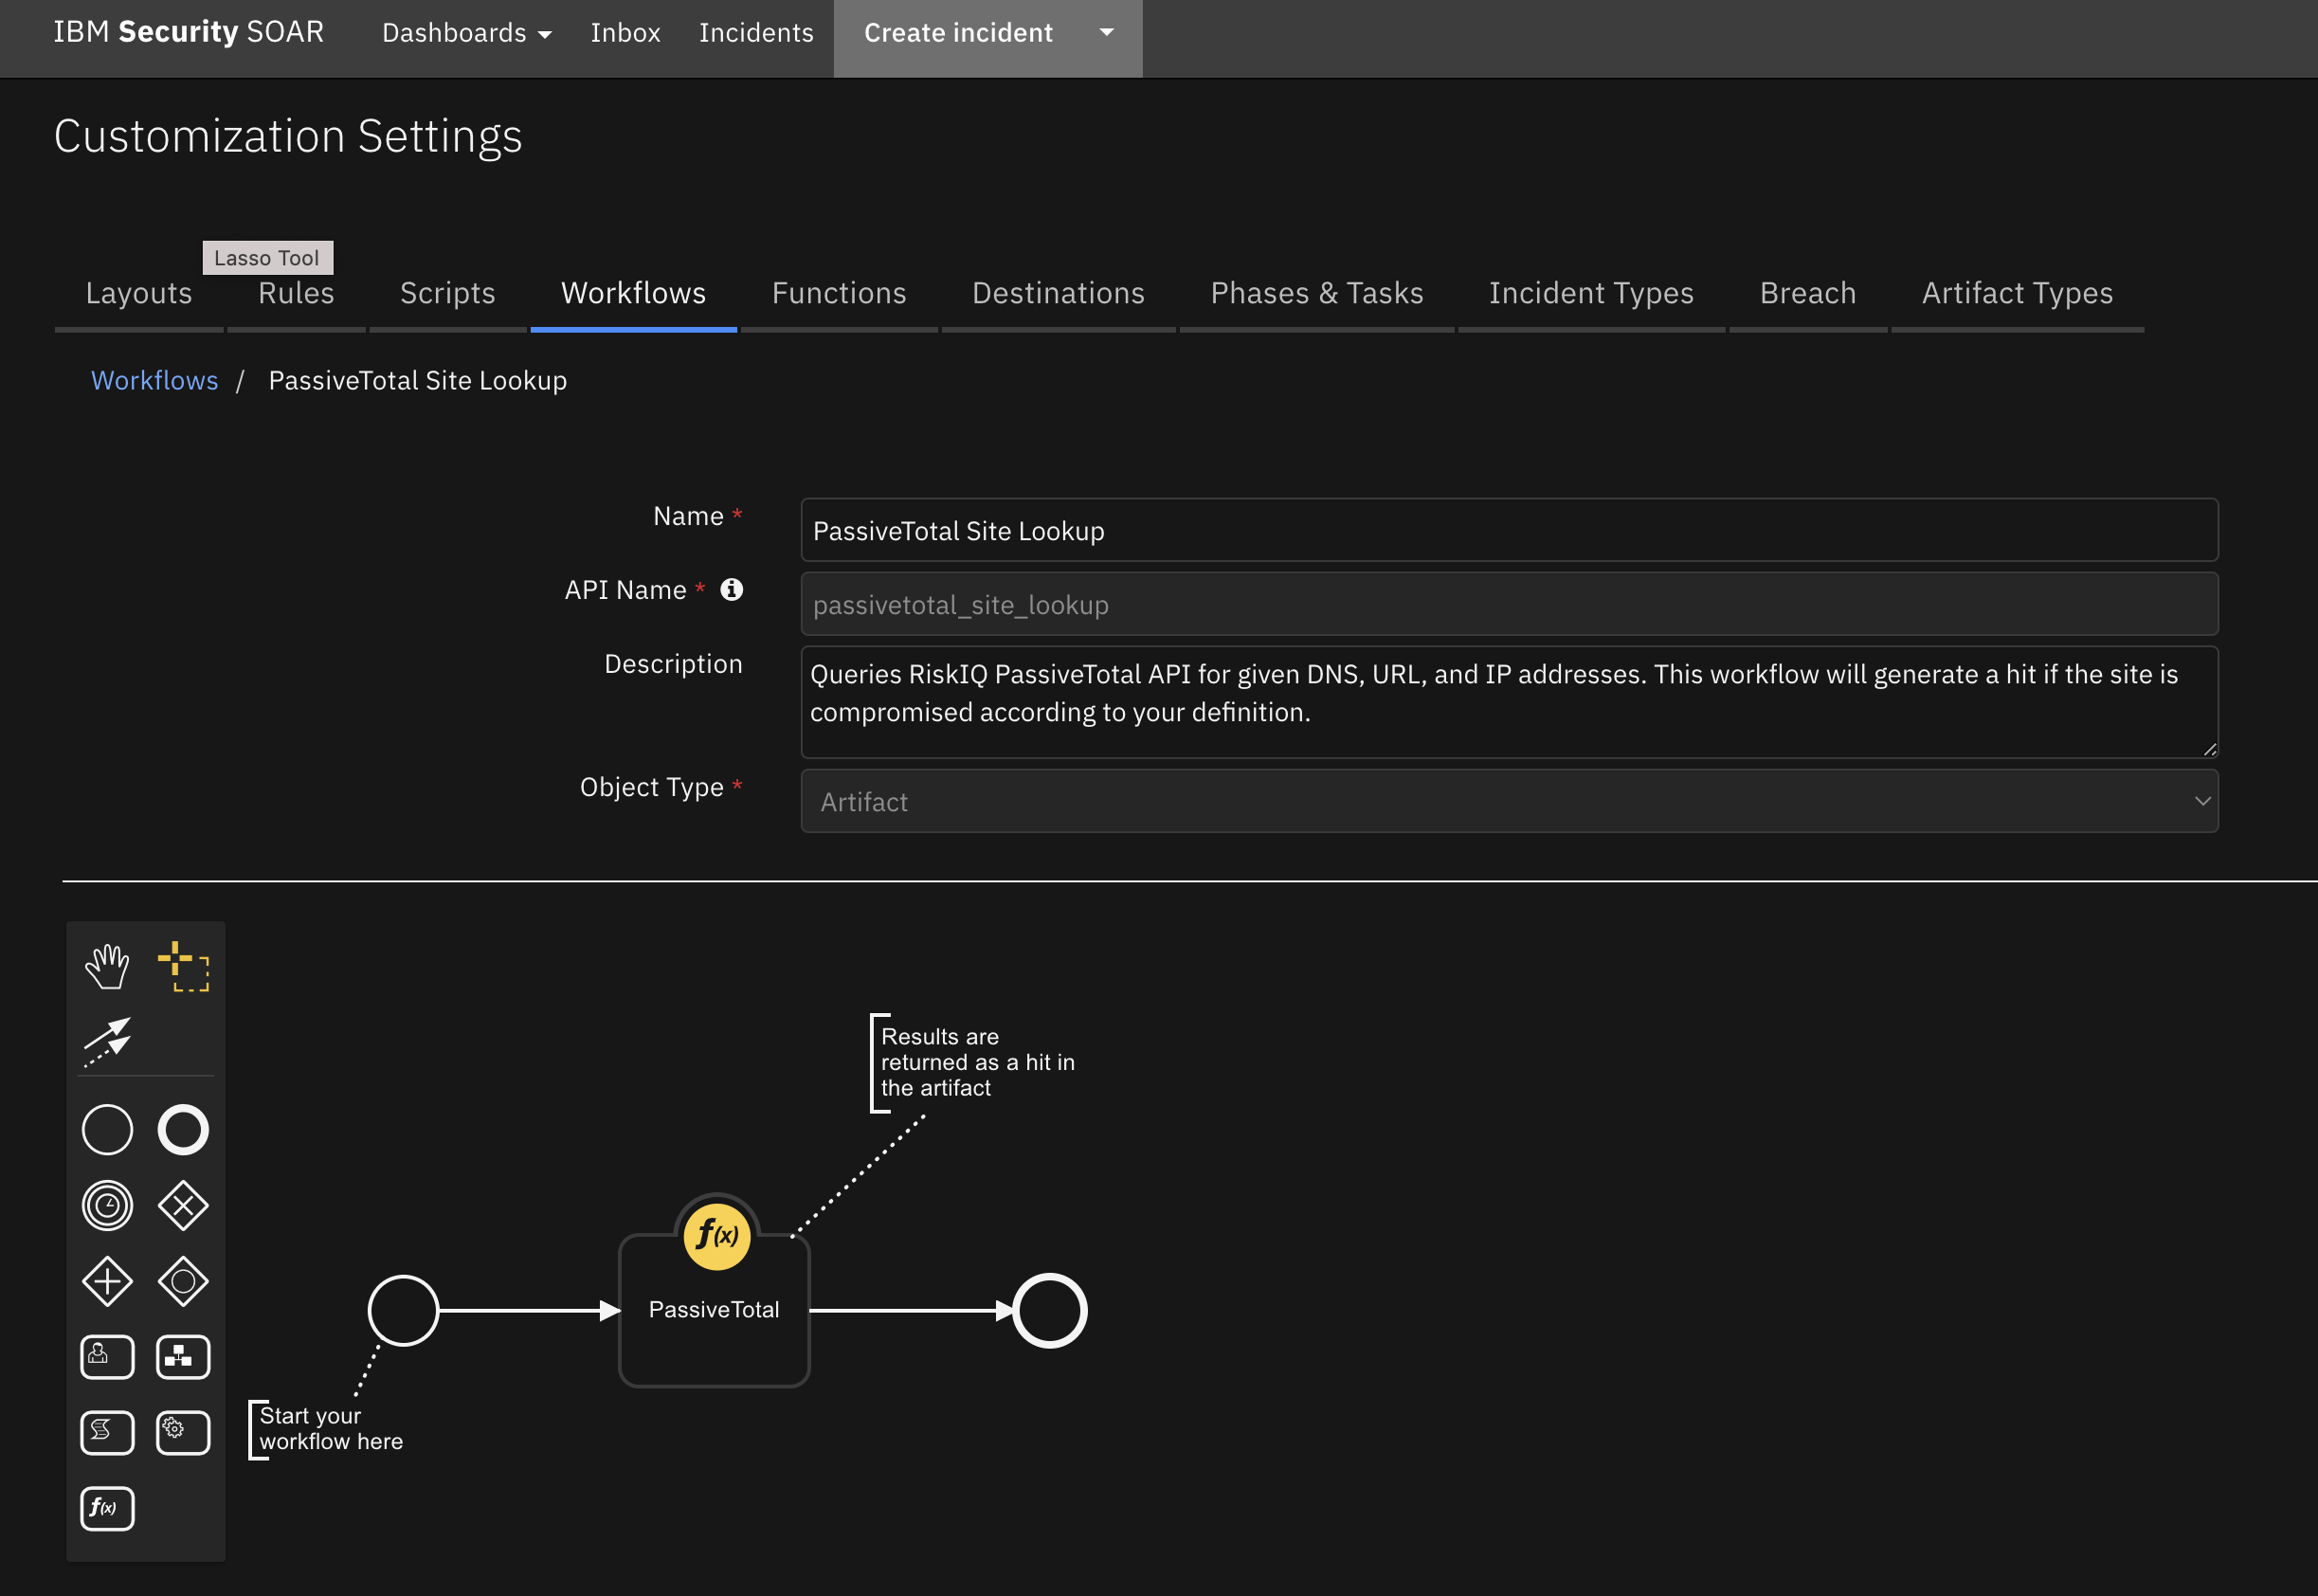 IBM Security SOAR Dashboards Inbox Incidents Create incident
Customization Settings
Lasso Tool
Layouts Rules Scripts Workflows Functions Destinations Phases & Tasks Incident Types Breach Artifact Types
Workflows / PassiveTotal Site Lookup
Name * PassiveTotal Site Lookup
API Name * passivetotal_site_lookup
Description Queries RiskIQ PassiveTotal API for given DNS, URL, and IP addresses. This workflow will generate a hit if the site is
compromised according to your definition.
Object Type * Artifact
Results are
returned as a hit in
the artifact
f(x)
PassiveTotal
Start your
workflow here
f(x)